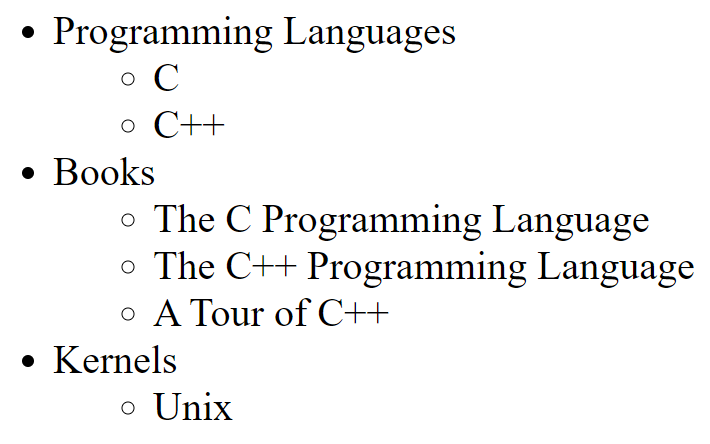 • Programming Languages
◦ C
◦ C++
• Books
◦ The C Programming Language
◦ The C++ Programming Language
◦ A Tour of C++
• Kernels
◦ Unix